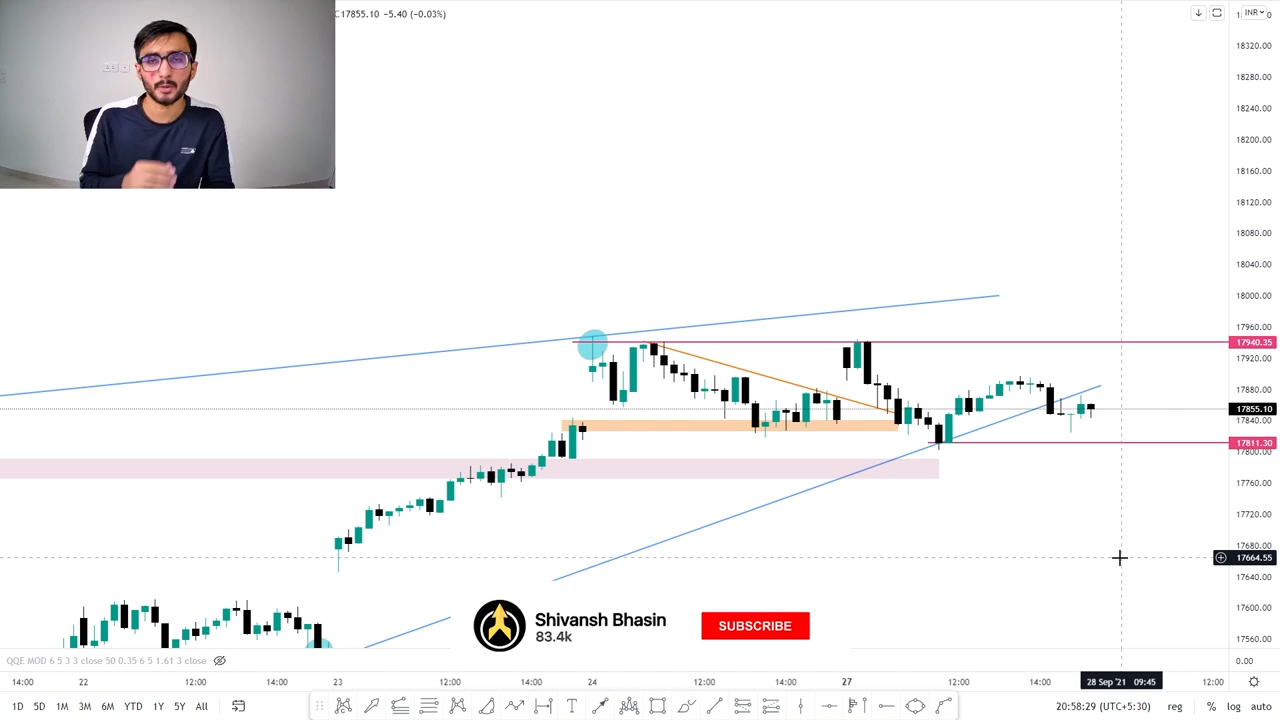 C17855.10 −5.40 (−0.03%)
INR
18320.00
18280.00
18240.00
18200.00
18160.00
18120.00
18080.00
18040.00
18000.00
17960.00
17940.35
17920.00
17880.00
17855.10
17840.00
17811.30
17800.00
17760.00
17720.00
17680.00
17664.55
17640.00
17600.00
17560.00
Shivansh Bhasin
83.4k
SUBSCRIBE
QQE MOD 6 5 3 3 close 50 0.35 6 5 1.61 3 close
0.00
14:00 22 12:00 14:00 23 12:00 14:00 24 12:00 14:00 27 12:00 14:00 28 Sep '21 09:45 12:00
1D 5D 1M 3M 6M YTD 1Y 5Y All
T
20:58:29 (UTC+5:30) reg % log auto